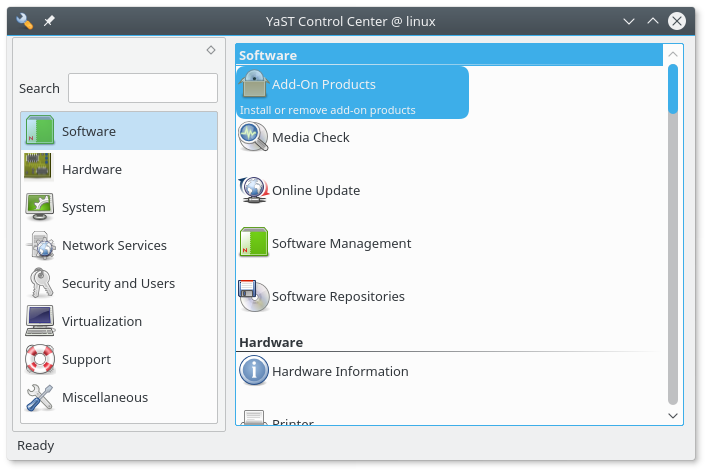 YaST Control Center @ linux
Search
Software
Hardware
System
Network Services
Security and Users
Virtualization
Support
Miscellaneous
Software
Add-On Products
Install or remove add-on products
Media Check
Online Update
Software Management
Software Repositories
Hardware
Hardware Information
Printer
Ready